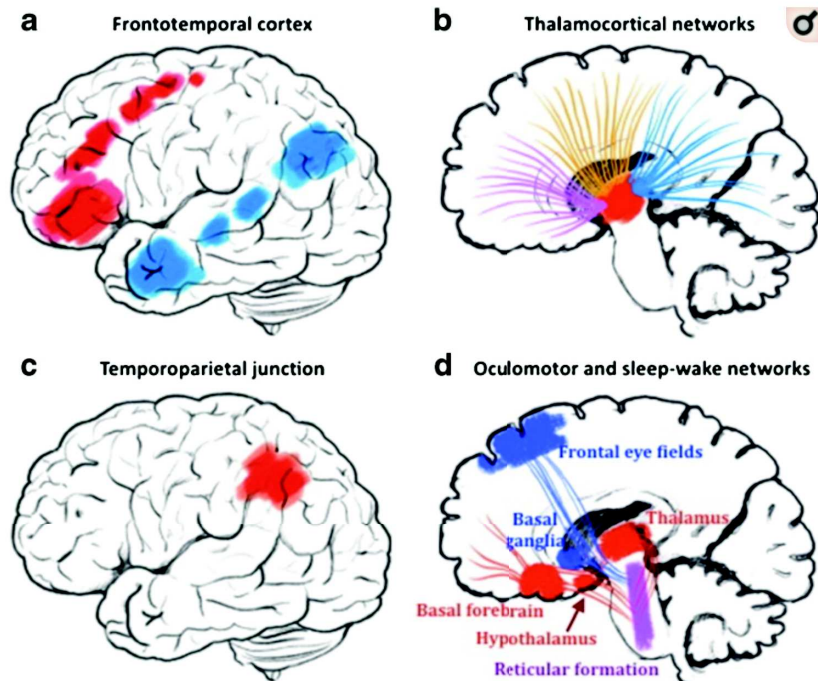 a
Frontotemporal cortex
b
Thalamocortical networks
c
Temporoparietal junction
d
Oculomotor and sleep-wake networks
Frontal eye fields
Basal
ganglia
Thalamus
Basal forebrain
Hypothalamus
Reticular formation